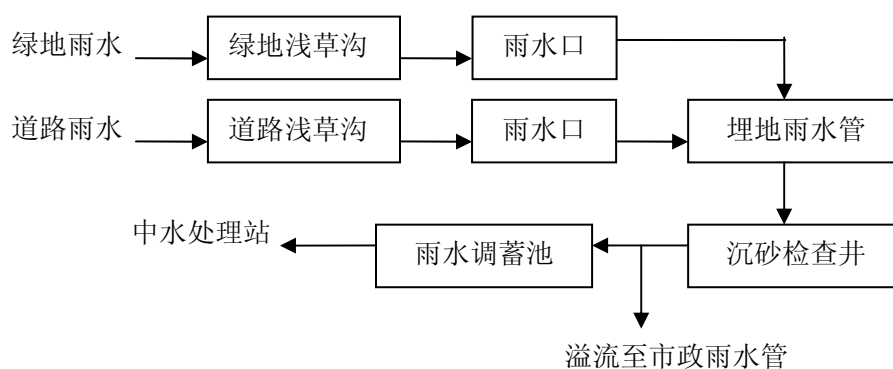 绿地雨水
绿地浅草沟
雨水口
道路雨水
道路浅草沟
雨水口
埋地雨水管
中水处理站
雨水调蓄池
沉砂检查井
溢流至市政雨水管